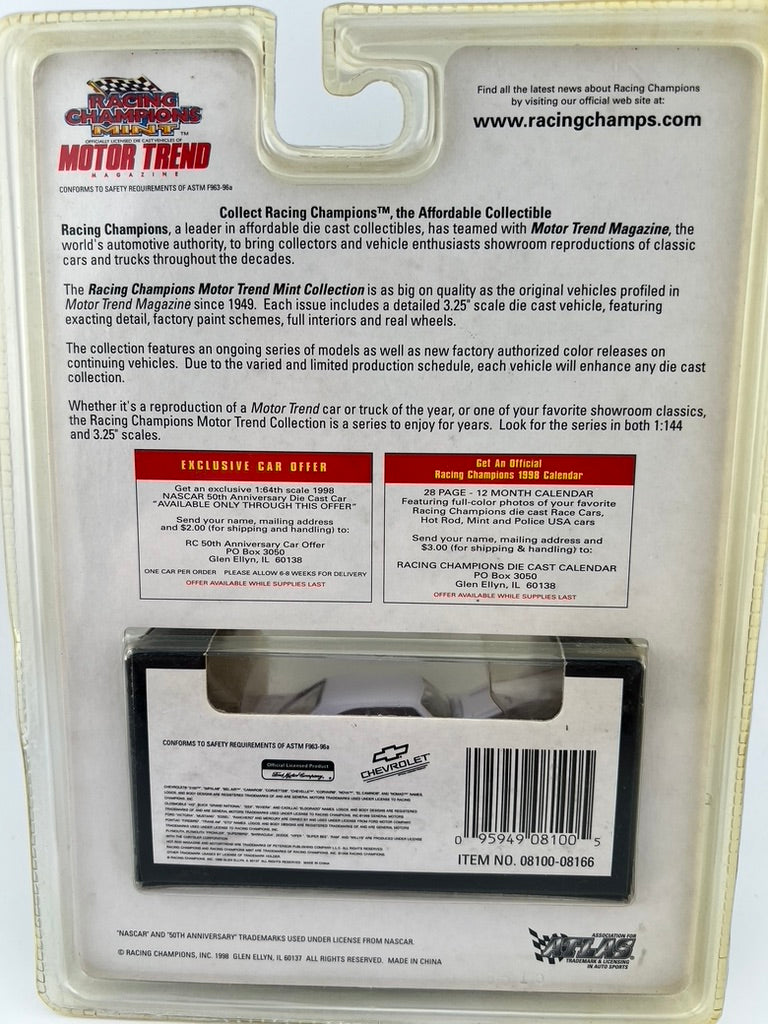 RACING
CHAMPIONS
MINT™
OFFICIALLY LICENSED DIE CAST VEHICLES OF
MOTOR TREND
MAGAZINE
CONFORMS TO SAFETY REQUIREMENTS OF ASTM F963-96a
Find all the latest news about Racing Champions
by visiting our official web site at:
www.racingchamps.com
Collect Racing Champions™, the Affordable Collectible
Racing Champions, a leader in affordable die cast collectibles, has teamed with Motor Trend Magazine, the
world's automotive authority, to bring collectors and vehicle enthusiasts showroom reproductions of classic
cars and trucks throughout the decades.
The Racing Champions Motor Trend Mint Collection is as big on quality as the original vehicles profiled in
Motor Trend Magazine since 1949. Each issue includes a detailed 3.25" scale die cast vehicle, featuring
exacting detail, factory paint schemes, full interiors and real wheels.
The collection features an ongoing series of models as well as new factory authorized color releases on
continuing vehicles. Due to the varied and limited production schedule, each vehicle will enhance any die cast
collection.
Whether it's a reproduction of a Motor Trend car or truck of the year, or one of your favorite showroom classics,
the Racing Champions Motor Trend Collection is a series to enjoy for years. Look for the series in both 1:144
and 3.25" scales.
EXCLUSIVE CAR OFFER
Get an exclusive 1:64th scale 1998
NASCAR 50th Anniversary Die Cast Car
"AVAILABLE ONLY THROUGH THIS OFFER"
Send your name, mailing address
and $2.00 (for shipping and handling) to:
RC 50th Anniversary Car Offer
PO Box 3050
Glen Ellyn, IL 60138
ONE CAR PER ORDER PLEASE ALLOW 6-8 WEEKS FOR DELIVERY
OFFER AVAILABLE WHILE SUPPLIES LAST
Get An Official
Racing Champions 1998 Calendar
28 PAGE - 12 MONTH CALENDAR
Featuring full-color photos of your favorite
Racing Champions die cast Race Cars,
Hot Rod, Mint and Police USA cars
Send your name, mailing address and
$3.00 (for shipping & handling) to:
RACING CHAMPIONS DIE CAST CALENDAR
PO Box 3050
Glen Ellyn, IL 60138
OFFER AVAILABLE WHILE SUPPLIES LAST
CONFORMS TO SAFETY REQUIREMENTS OF ASTM F963-96a
Official Licensed Product
Ford Motor Company
CHEVROLET
0 95949 08100 5
ITEM NO. 08100-08166
"NASCAR" AND "50TH ANNIVERSARY" TRADEMARKS USED UNDER LICENSE FROM NASCAR.
© RACING CHAMPIONS, INC. 1998 GLEN ELLYN, IL 60137 ALL RIGHTS RESERVED. MADE IN CHINA
ASSOCIATION FOR
ATLAS
TRADEMARK & LICENSING
IN AUTO SPORTS